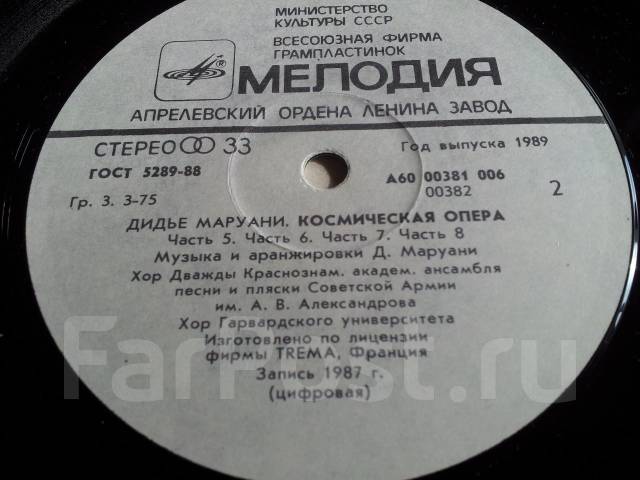 МИНИСТЕРСТВО
КУЛЬТУРЫ СССР
ВСЕСОЮЗНАЯ ФИРМА
ГРАМПЛАСТИНОК
МЕЛОДИЯ
АПРЕЛЕВСКИЙ ОРДЕНА ЛЕНИНА ЗАВОД
СТЕРЕО 33
Год выпуска 1989
ГОСТ 5289-88
А60 00381 006
Гр. 3. 3-75
00382
2
ДИДЬЕ МАРУАНИ. КОСМИЧЕСКАЯ ОПЕРА
Часть 5. Часть 6. Часть 7. Часть 8
Музыка и аранжировки Д. Маруани
Хор Дважды Краснознам. академ. ансамбля
песни и пляски Советской Армии
им. А. В. Александрова
Хор Гарвардского университета
Изготовлено по лицензии
фирмы TREMA, Франция
Запись 1987 г.
(цифровая)
FarPost.ru